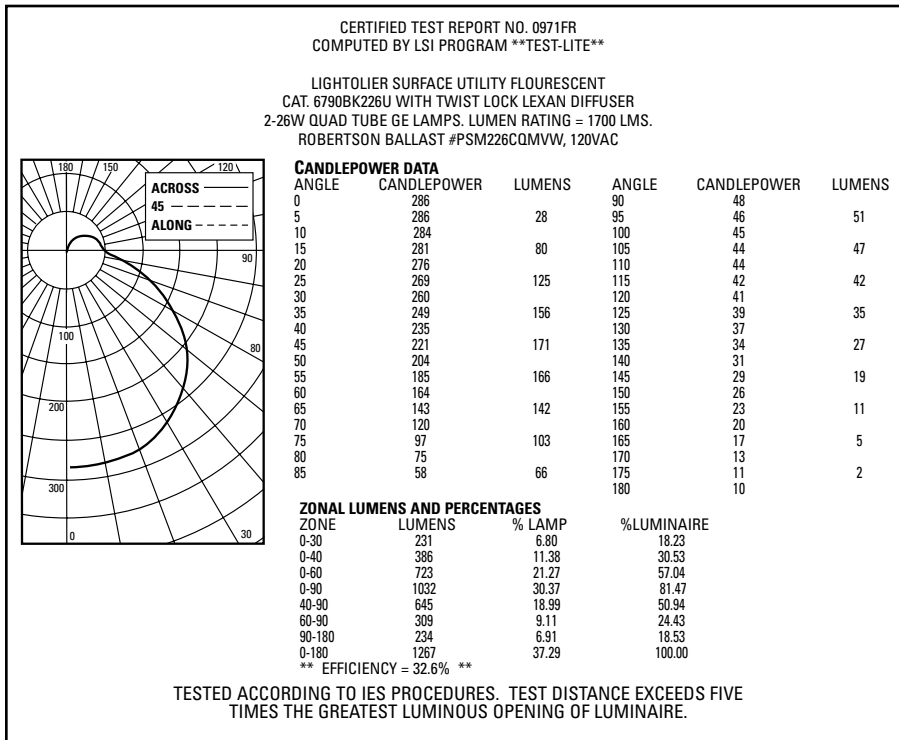 CERTIFIED TEST REPORT NO. 0971FR
COMPUTED BY LSI PROGRAM **TEST-LITE**
LIGHTOLIER SURFACE UTILITY FLOURESCENT
CAT. 6790BK226U WITH TWIST LOCK LEXAN DIFFUSER
2-26W QUAD TUBE GE LAMPS. LUMEN RATING = 1700 LMS.
ROBERTSON BALLAST #PSM226CQMVW, 120VAC
180 150 120
ACROSS
45
ALONG
90
80
100
200
300
0 30
CANDLEPOWER DATA
ANGLE CANDLEPOWER LUMENS ANGLE CANDLEPOWER LUMENS
0 286 90 48
5 286 28 95 46 51
10 284 100 45
15 281 80 105 44 47
20 276 110 44
25 269 125 115 42 42
30 260 120 41
35 249 156 125 39 35
40 235 130 37
45 221 171 135 34 27
50 204 140 31
55 185 166 145 29 19
60 164 150 26
65 143 142 155 23 11
70 120 160 20
75 97 103 165 17 5
80 75 170 13
85 58 66 175 11 2
180 10
ZONAL LUMENS AND PERCENTAGES
ZONE LUMENS % LAMP %LUMINAIRE
0-30 231 6.80 18.23
0-40 386 11.38 30.53
0-60 723 21.27 57.04
0-90 1032 30.37 81.47
40-90 645 18.99 50.94
60-90 309 9.11 24.43
90-180 234 6.91 18.53
0-180 1267 37.29 100.00
** EFFICIENCY = 32.6% **
TESTED ACCORDING TO IES PROCEDURES. TEST DISTANCE EXCEEDS FIVE
TIMES THE GREATEST LUMINOUS OPENING OF LUMINAIRE.